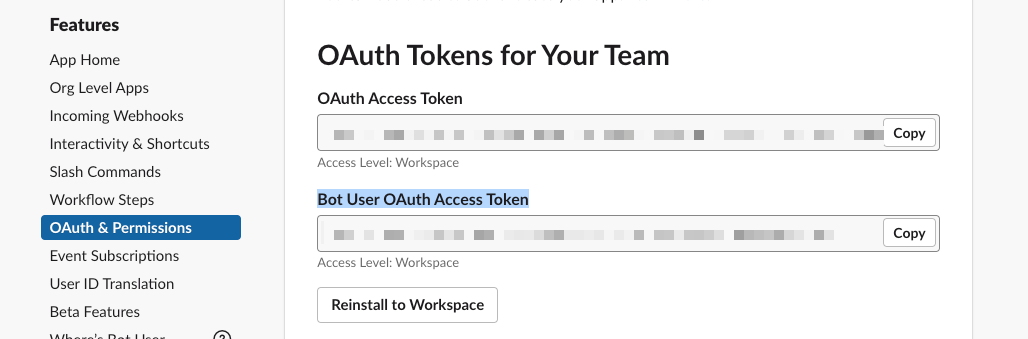 Features
App Home
Org Level Apps
Incoming Webhooks
Interactivity & Shortcuts
Slash Commands
Workflow Steps
OAuth & Permissions
Event Subscriptions
User ID Translation
Beta Features
Where's Bot User
OAuth Tokens for Your Team
OAuth Access Token
Copy
Access Level: Workspace
Bot User OAuth Access Token
Copy
Access Level: Workspace
Reinstall to Workspace